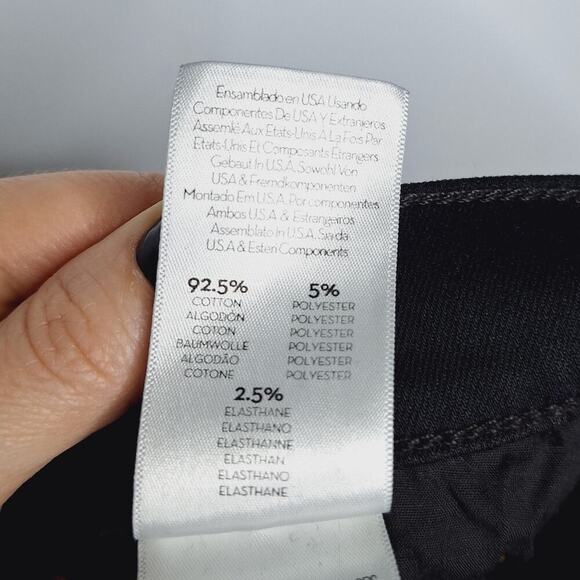 Ensamblado en USA Usando
Componentes De USA Y Extranjeros
Assemlé Aux Etats-Unis A La Fois Par
Etats-Unis Et Composants Étrangers
Gebaut In U.S.A. Sowohl Von
USA & Fremdkomponenten
Montado Em U.S.A. Por componentes
Ambos U.S.A & Estrangeiros
Assemblato In U.S.A. Sia da
U.S.A & Esteri Components
92.5% 5%
COTTON POLYESTER
ALGODÓN POLYESTER
COTON POLYESTER
BAUMWOLLE POLYESTER
ALGODÃO POLYESTER
COTONE POLYESTER
2.5%
ELASTHANE
ELASTHANO
ELASTHANNE
ELASTHAN
ELASTHANO
ELASTHANE